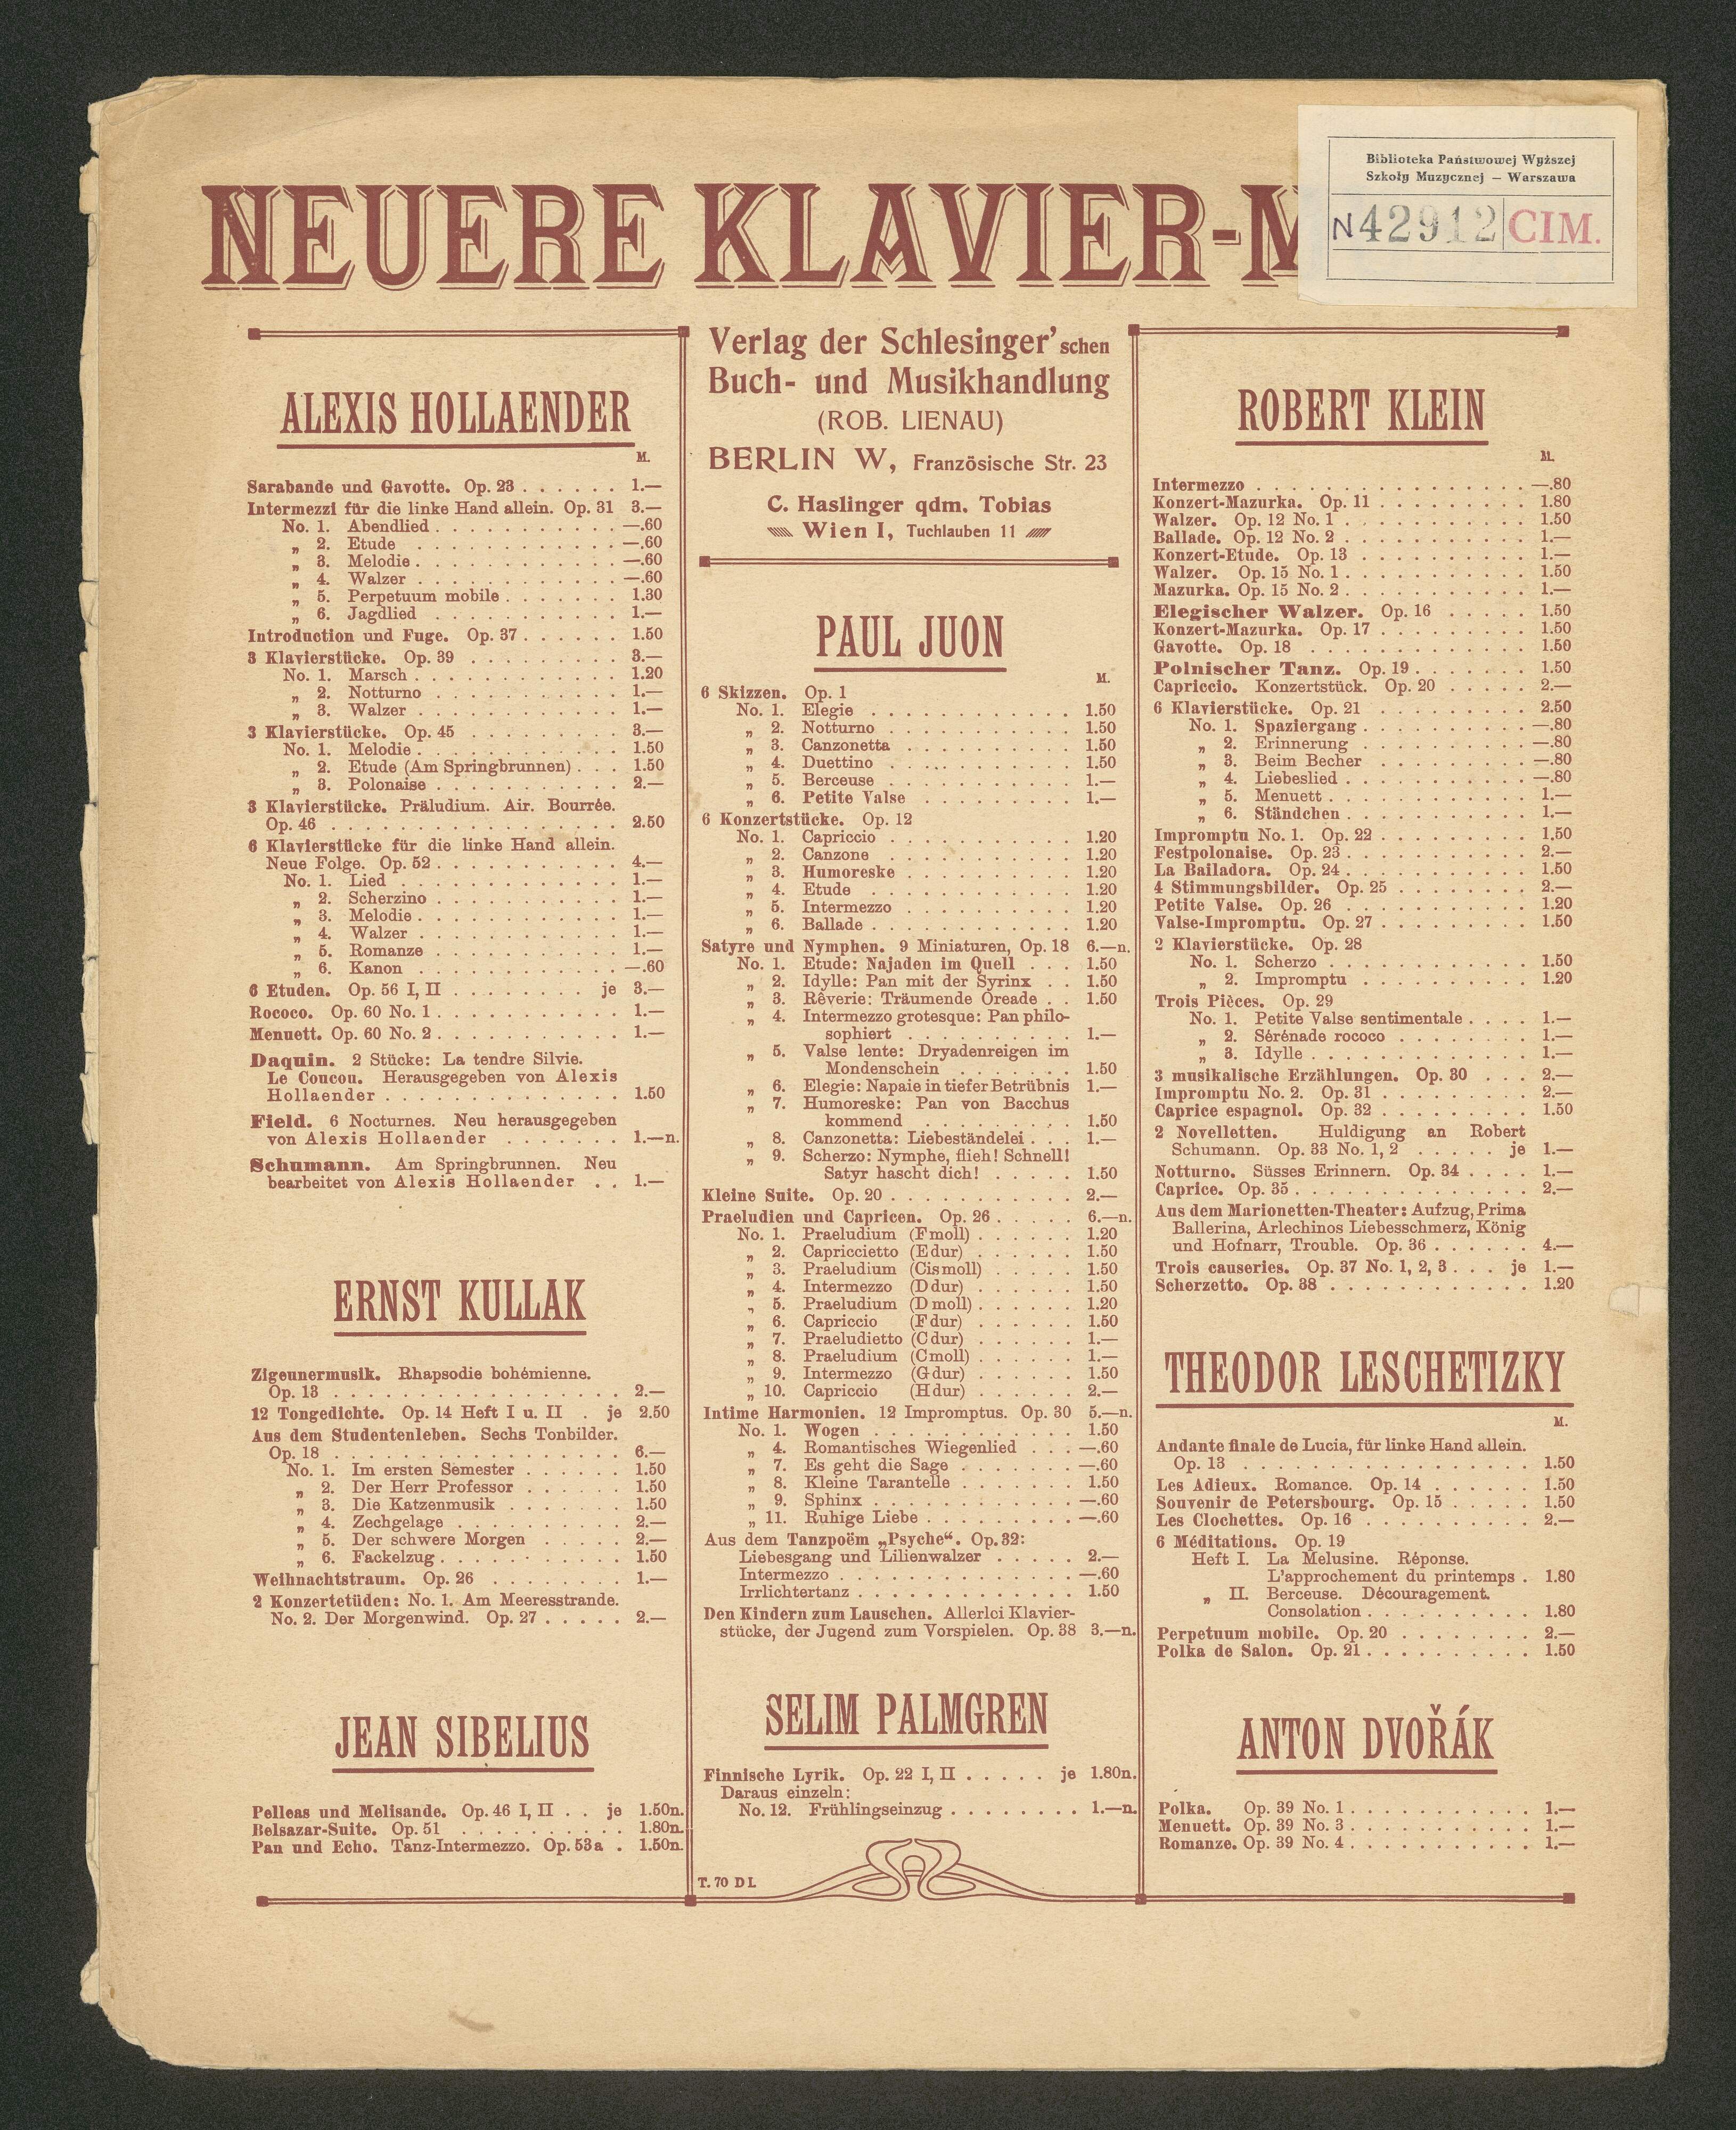 Biblioteka Państwowej Wyższej
Szkoły Muzycznej – Warszawa
N 42912 CIM.
NEUERE KLAVIER-M
Verlag der Schlesinger'schen
Buch- und Musikhandlung
(ROB. LIENAU)
BERLIN W, Französische Str. 23
C. Haslinger qdm. Tobias
Wien I, Tuchlauben 11
ALEXIS HOLLAENDER
M.
Sarabande und Gavotte. Op. 23 . . . . . . 1.—
Intermezzi für die linke Hand allein. Op. 31 3.—
No. 1. Abendlied . . . . . . . . . . . —.60
„ 2. Etude . . . . . . . . . . . . —.60
„ 3. Melodie . . . . . . . . . . . . —.60
„ 4. Walzer . . . . . . . . . . . . —.60
„ 5. Perpetuum mobile . . . . . . . 1.30
„ 6. Jagdlied . . . . . . . . . . . 1.—
Introduction und Fuge. Op. 37 . . . . . . 1.50
3 Klavierstücke. Op. 39 . . . . . . . . . 3.—
No. 1. Marsch . . . . . . . . . . . . 1.20
„ 2. Notturno . . . . . . . . . . . 1.—
„ 3. Walzer . . . . . . . . . . . . 1.—
3 Klavierstücke. Op. 45 . . . . . . . . . 3.—
No. 1. Melodie . . . . . . . . . . . . 1.50
„ 2. Etude (Am Springbrunnen) . . . 1.50
„ 3. Polonaise . . . . . . . . . . . 2.—
3 Klavierstücke. Präludium. Air. Bourrée.
Op. 46 . . . . . . . . . . . . . . . . . 2.50
6 Klavierstücke für die linke Hand allein.
Neue Folge. Op. 52 . . . . . . . . . . . 4.—
No. 1. Lied . . . . . . . . . . . . . 1.—
„ 2. Scherzino . . . . . . . . . . . 1.—
„ 3. Melodie . . . . . . . . . . . . 1.—
„ 4. Walzer . . . . . . . . . . . . 1.—
„ 5. Romanze . . . . . . . . . . . 1.—
„ 6. Kanon . . . . . . . . . . . . —.60
6 Etuden. Op. 56 I, II . . . . . . . . je 3.—
Rococo. Op. 60 No. 1 . . . . . . . . . . . 1.—
Menuett. Op. 60 No. 2 . . . . . . . . . . . 1.—
Daquin. 2 Stücke: La tendre Silvie.
Le Coucou. Herausgegeben von Alexis
Hollaender . . . . . . . . . . . . . . 1.50
Field. 6 Nocturnes. Neu herausgegeben
von Alexis Hollaender . . . . . . . 1.—n.
Schumann. Am Springbrunnen. Neu
bearbeitet von Alexis Hollaender . . 1.—
ERNST KULLAK
Zigeunermusik. Rhapsodie bohémienne.
Op. 13 . . . . . . . . . . . . . . . . . 2.—
12 Tongedichte. Op. 14 Heft I u. II . je 2.50
Aus dem Studentenleben. Sechs Tonbilder.
Op. 18 . . . . . . . . . . . . . . . . . 6.—
No. 1. Im ersten Semester . . . . . . 1.50
„ 2. Der Herr Professor . . . . . . 1.50
„ 3. Die Katzenmusik . . . . . . . 1.50
„ 4. Zechgelage . . . . . . . . . . 2.—
„ 5. Der schwere Morgen . . . . . 2.—
„ 6. Fackelzug . . . . . . . . . . . 1.50
Weihnachtstraum. Op. 26 . . . . . . . . 1.—
2 Konzertetüden: No. 1. Am Meeresstrande.
No. 2. Der Morgenwind. Op. 27 . . . . . 2.—
JEAN SIBELIUS
Pelleas und Melisande. Op. 46 I, II . . je 1.50n.
Belsazar-Suite. Op. 51 . . . . . . . . . . 1.80n.
Pan und Echo. Tanz-Intermezzo. Op. 53a . 1.50n.
PAUL JUON
M.
6 Skizzen. Op. 1
No. 1. Elegie . . . . . . . . . . . . 1.50
„ 2. Notturno . . . . . . . . . . . 1.50
„ 3. Canzonetta . . . . . . . . . . 1.50
„ 4. Duettino . . . . . . . . . . . 1.50
„ 5. Berceuse . . . . . . . . . . . 1.—
„ 6. Petite Valse . . . . . . . . . 1.—
6 Konzertstücke. Op. 12
No. 1. Capriccio . . . . . . . . . . . 1.20
„ 2. Canzone . . . . . . . . . . . 1.20
„ 3. Humoreske . . . . . . . . . . 1.20
„ 4. Etude . . . . . . . . . . . . 1.20
„ 5. Intermezzo . . . . . . . . . . 1.20
„ 6. Ballade . . . . . . . . . . . . 1.20
Satyre und Nymphen. 9 Miniaturen, Op. 18 6.—n.
No. 1. Etude: Najaden im Quell . . . 1.50
„ 2. Idylle: Pan mit der Syrinx . . 1.50
„ 3. Rêverie: Träumende Oreade . . 1.50
„ 4. Intermezzo grotesque: Pan philo-
sophiert . . . . . . . . . . 1.—
„ 5. Valse lente: Dryadenreigen im
Mondenschein . . . . . . . 1.50
„ 6. Elegie: Napaie in tiefer Betrübnis 1.—
„ 7. Humoreske: Pan von Bacchus
kommend . . . . . . . . . 1.50
„ 8. Canzonetta: Liebeständelei . . . 1.—
„ 9. Scherzo: Nymphe, flieh! Schnell!
Satyr hascht dich! . . . . . 1.50
Kleine Suite. Op. 20 . . . . . . . . . . . 2.—
Praeludien und Capricen. Op. 26 . . . . . 6.—n.
No. 1. Praeludium (F moll) . . . . . . 1.20
„ 2. Capriccietto (E dur) . . . . . . 1.50
„ 3. Praeludium (Cis moll) . . . . . 1.50
„ 4. Intermezzo (D dur) . . . . . . 1.50
„ 5. Praeludium (D moll) . . . . . . 1.20
„ 6. Capriccio (F dur) . . . . . . 1.50
„ 7. Praeludietto (C dur) . . . . . . 1.—
„ 8. Praeludium (C moll) . . . . . . 1.—
„ 9. Intermezzo (G dur) . . . . . . 1.50
„ 10. Capriccio (H dur) . . . . . . 2.—
Intime Harmonien. 12 Impromptus. Op. 30 5.—n.
No. 1. Wogen . . . . . . . . . . . . 1.50
„ 4. Romantisches Wiegenlied . . . —.60
„ 7. Es geht die Sage . . . . . . . —.60
„ 8. Kleine Tarantelle . . . . . . . 1.50
„ 9. Sphinx . . . . . . . . . . . . —.60
„ 11. Ruhige Liebe . . . . . . . . . —.60
Aus dem Tanzpoëm „Psyche“. Op. 32:
Liebesgang und Lilienwalzer . . . . . 2.—
Intermezzo . . . . . . . . . . . . . . —.60
Irrlichtertanz . . . . . . . . . . . . . 1.50
Den Kindern zum Lauschen. Allerlei Klavier-
stücke, der Jugend zum Vorspielen. Op. 38 3.—n.
SELIM PALMGREN
Finnische Lyrik. Op. 22 I, II . . . . . je 1.80n.
Daraus einzeln:
No. 12. Frühlingseinzug . . . . . . . . 1.—n.
T. 70 D I.
ROBERT KLEIN
M.
Intermezzo . . . . . . . . . . . . . . . . —.80
Konzert-Mazurka. Op. 11 . . . . . . . . . 1.80
Walzer. Op. 12 No. 1 . . . . . . . . . . . 1.50
Ballade. Op. 12 No. 2 . . . . . . . . . . . 1.—
Konzert-Etude. Op. 13 . . . . . . . . . . 1.—
Walzer. Op. 15 No. 1 . . . . . . . . . . . 1.50
Mazurka. Op. 15 No. 2 . . . . . . . . . . . 1.—
Elegischer Walzer. Op. 16 . . . . . 1.50
Konzert-Mazurka. Op. 17 . . . . . . . . . 1.50
Gavotte. Op. 18 . . . . . . . . . . . . . 1.50
Polnischer Tanz. Op. 19 . . . . . . . 1.50
Capriccio. Konzertstück. Op. 20 . . . . . 2.—
6 Klavierstücke. Op. 21 . . . . . . . . . 2.50
No. 1. Spaziergang . . . . . . . . . . —.80
„ 2. Erinnerung . . . . . . . . . . —.80
„ 3. Beim Becher . . . . . . . . . —.80
„ 4. Liebeslied . . . . . . . . . . . —.80
„ 5. Menuett . . . . . . . . . . . . 1.—
„ 6. Ständchen . . . . . . . . . . . 1.—
Impromptu No. 1. Op. 22 . . . . . . . . . 1.50
Festpolonaise. Op. 23 . . . . . . . . . . . 2.—
La Bailadora. Op. 24 . . . . . . . . . . . 1.50
4 Stimmungsbilder. Op. 25 . . . . . . . . 2.—
Petite Valse. Op. 26 . . . . . . . . . . . 1.20
Valse-Impromptu. Op. 27 . . . . . . . . . 1.50
2 Klavierstücke. Op. 28
No. 1. Scherzo . . . . . . . . . . . . 1.50
„ 2. Impromptu . . . . . . . . . . 1.20
Trois Pièces. Op. 29
No. 1. Petite Valse sentimentale . . . . 1.—
„ 2. Sérénade rococo . . . . . . . . 1.—
„ 3. Idylle . . . . . . . . . . . . . 1.—
3 musikalische Erzählungen. Op. 30 . . . 2.—
Impromptu No. 2. Op. 31 . . . . . . . . . 2.—
Caprice espagnol. Op. 32 . . . . . . . . . 1.50
2 Novelletten. Huldigung an Robert
Schumann. Op. 33 No. 1, 2 . . . . . je 1.—
Notturno. Süsses Erinnern. Op. 34 . . . . 1.—
Caprice. Op. 35 . . . . . . . . . . . . . . 2.—
Aus dem Marionetten-Theater: Aufzug, Prima
Ballerina, Arlechinos Liebesschmerz, König
und Hofnarr, Trouble. Op. 36 . . . . . . 4.—
Trois causeries. Op. 37 No. 1, 2, 3 . . . je 1.—
Scherzetto. Op. 38 . . . . . . . . . . . . 1.20
THEODOR LESCHETIZKY
M.
Andante finale de Lucia, für linke Hand allein.
Op. 13 . . . . . . . . . . . . . . . . . 1.50
Les Adieux. Romance. Op. 14 . . . . . . 1.50
Souvenir de Petersbourg. Op. 15 . . . . . 1.50
Les Clochettes. Op. 16 . . . . . . . . . . 2.—
6 Méditations. Op. 19
Heft I. La Melusine. Réponse.
L'approchement du printemps . 1.80
„ II. Berceuse. Découragement.
Consolation . . . . . . . . . . 1.80
Perpetuum mobile. Op. 20 . . . . . . . . 2.—
Polka de Salon. Op. 21 . . . . . . . . . . 1.50
ANTON DVOŘÁK
Polka. Op. 39 No. 1 . . . . . . . . . . . 1.—
Menuett. Op. 39 No. 3 . . . . . . . . . . . 1.—
Romanze. Op. 39 No. 4 . . . . . . . . . . . 1.—